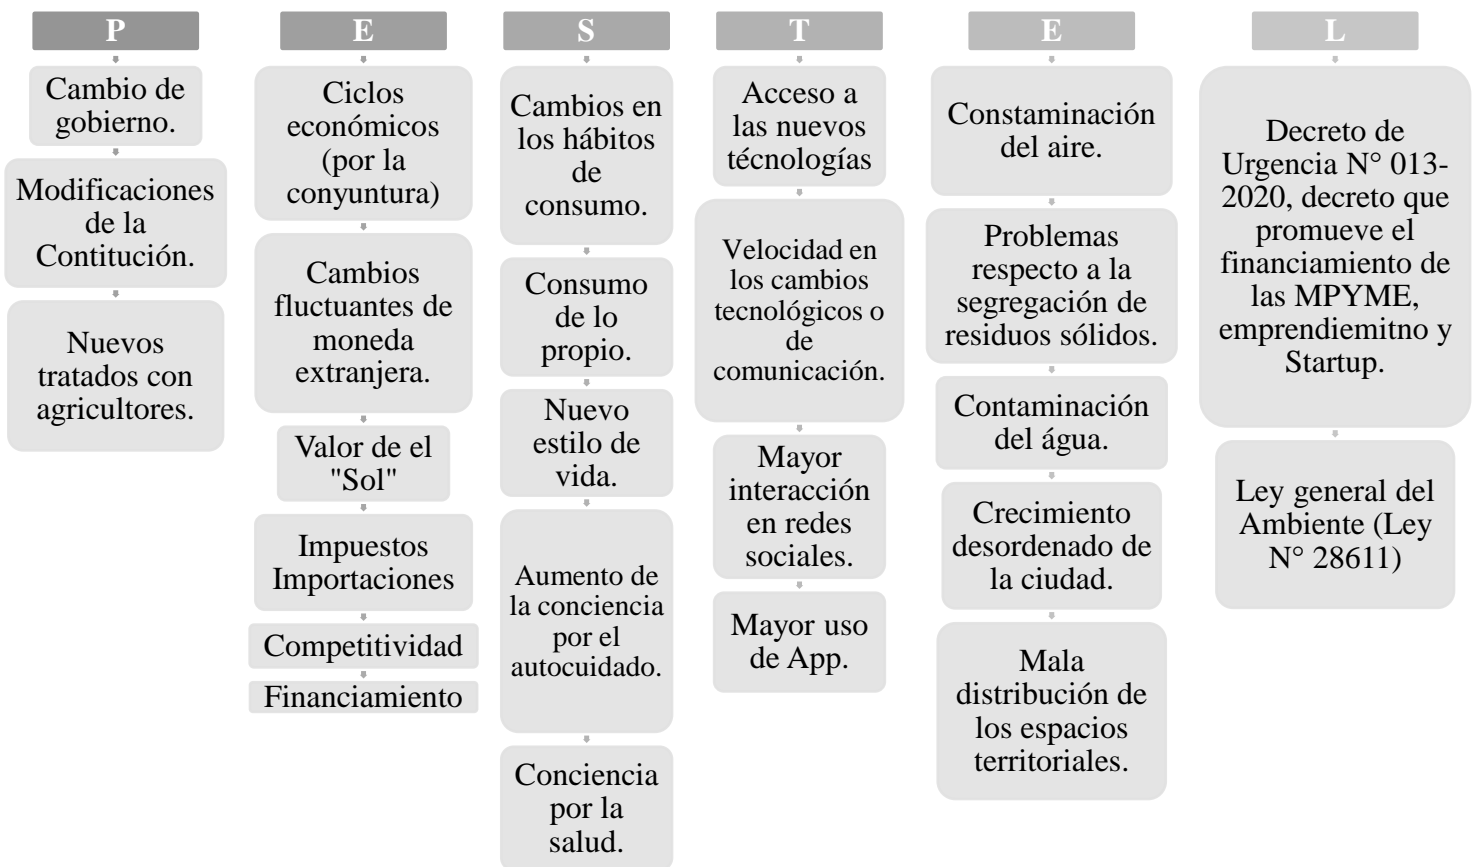 P
Cambio de
gobierno.
Modificaciones
de la
Contitución.
Nuevos
tratados con
agricultores.
E
Ciclos
económicos
(por la
conyuntura)
Cambios
fluctuantes de
moneda
extranjera.
Valor de el
"Sol"
Impuestos
Importaciones
Competitividad
Financiamiento
S
Cambios en
los hábitos
de
consumo.
Consumo
de lo
propio.
Nuevo
estilo de
vida.
Aumento de
la conciencia
por el
autocuidado.
Conciencia
por la
salud.
T
Acceso a
las nuevos
técnologías
Velocidad en
los cambios
tecnológicos o
de
comunicación.
Mayor
interacción
en redes
sociales.
Mayor uso
de App.
E
Constaminación
del aire.
Problemas
respecto a la
segregación de
residuos sólidos.
Contaminación
del água.
Crecimiento
desordenado de
la ciudad.
Mala
distribución de
los espacios
territoriales.
L
Decreto de
Urgencia N° 013-
2020, decreto que
promueve el
financiamiento de
las MPYME,
emprendiemitno y
Startup.
Ley general del
Ambiente (Ley
N° 28611)